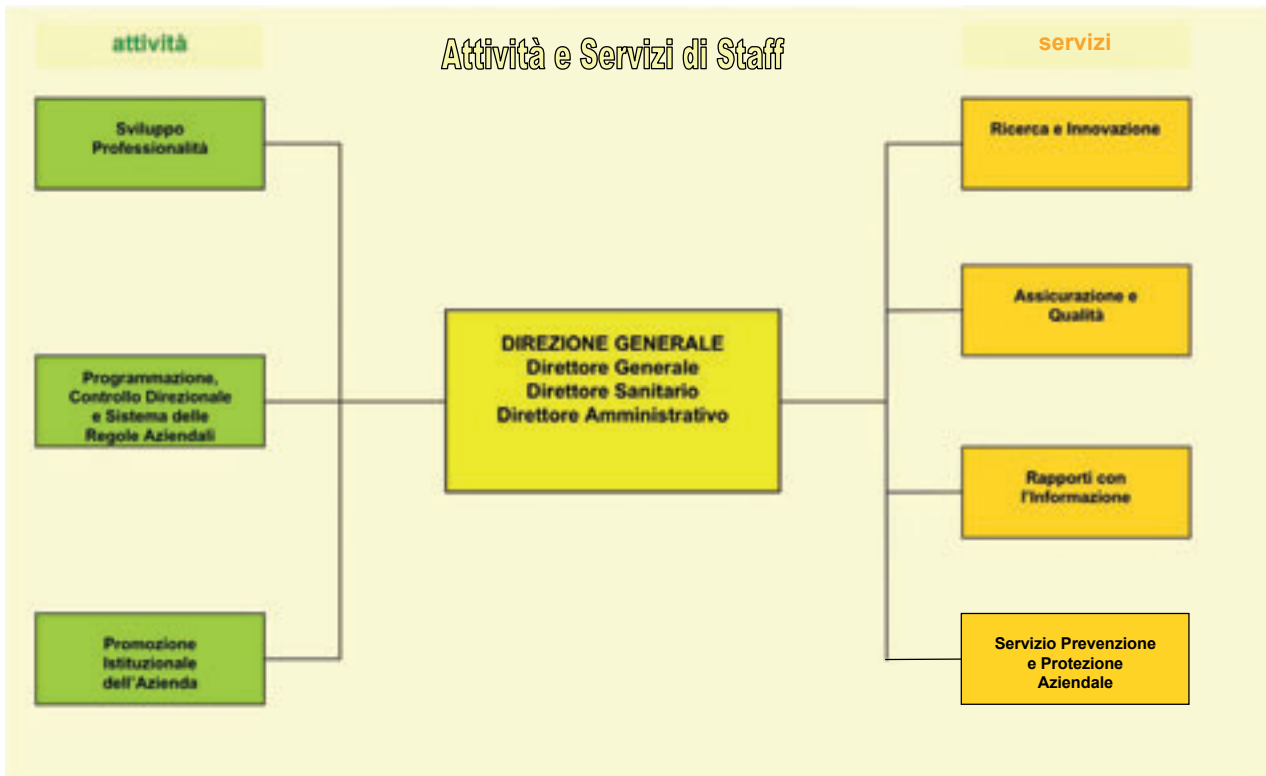 attività
Attività e Servizi di Staff
servizi
Sviluppo
Professionalità
Ricerca e Innovazione
Assicurazione e
Qualità
DIREZIONE GENERALE
Direttore Generale
Direttore Sanitario
Direttore Amministrativo
Programmazione,
Controllo Direzionale
e Sistema delle
Regole Aziendali
Rapporti con
l'Informazione
Promozione
Istituzionale
dell'Azienda
Servizio Prevenzione
e Protezione
Aziendale